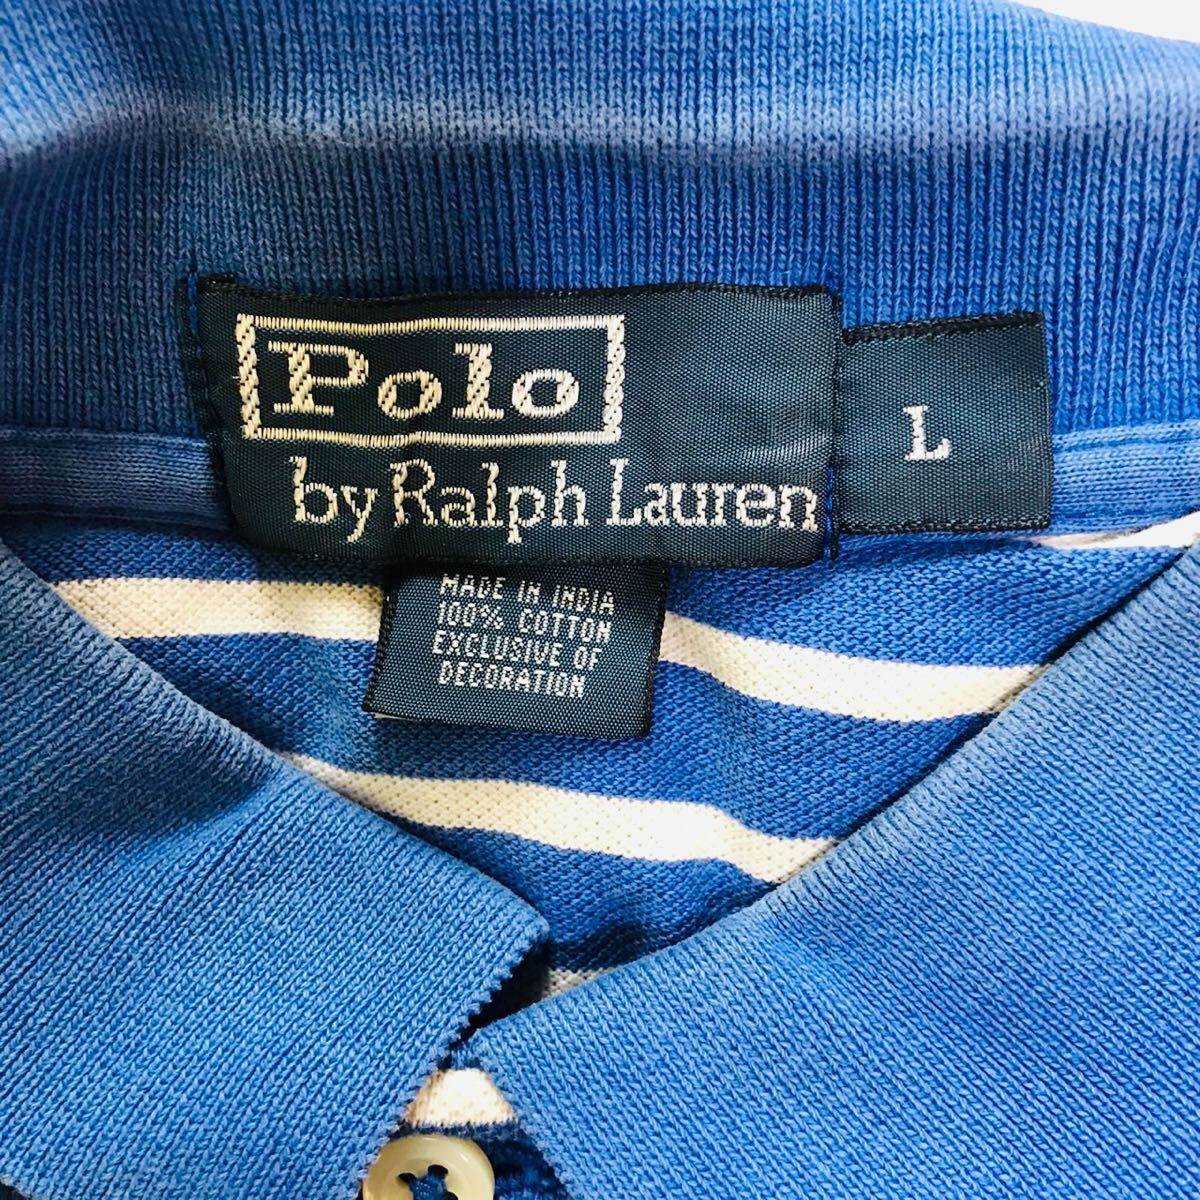 Polo
by Ralph Lauren
L
MADE IN INDIA
100% COTTON
EXCLUSIVE OF
DECORATION